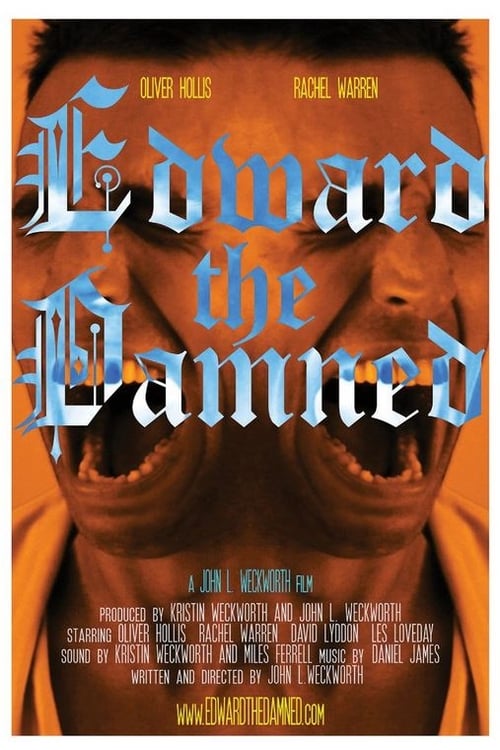 OLIVER HOLLIS RACHEL WARREN
Edward
the
Damned
A JOHN L. WECKWORTH FILM
PRODUCED BY KRISTIN WECKWORTH AND JOHN L. WECKWORTH
STARRING OLIVER HOLLIS RACHEL WARREN DAVID LYDDON LES LOVEDAY
SOUND BY KRISTIN WECKWORTH AND MILES FERRELL MUSIC BY DANIEL JAMES
WRITTEN AND DIRECTED BY JOHN L.WECKWORTH
WWW.EDWARDTHEDAMNED.COM